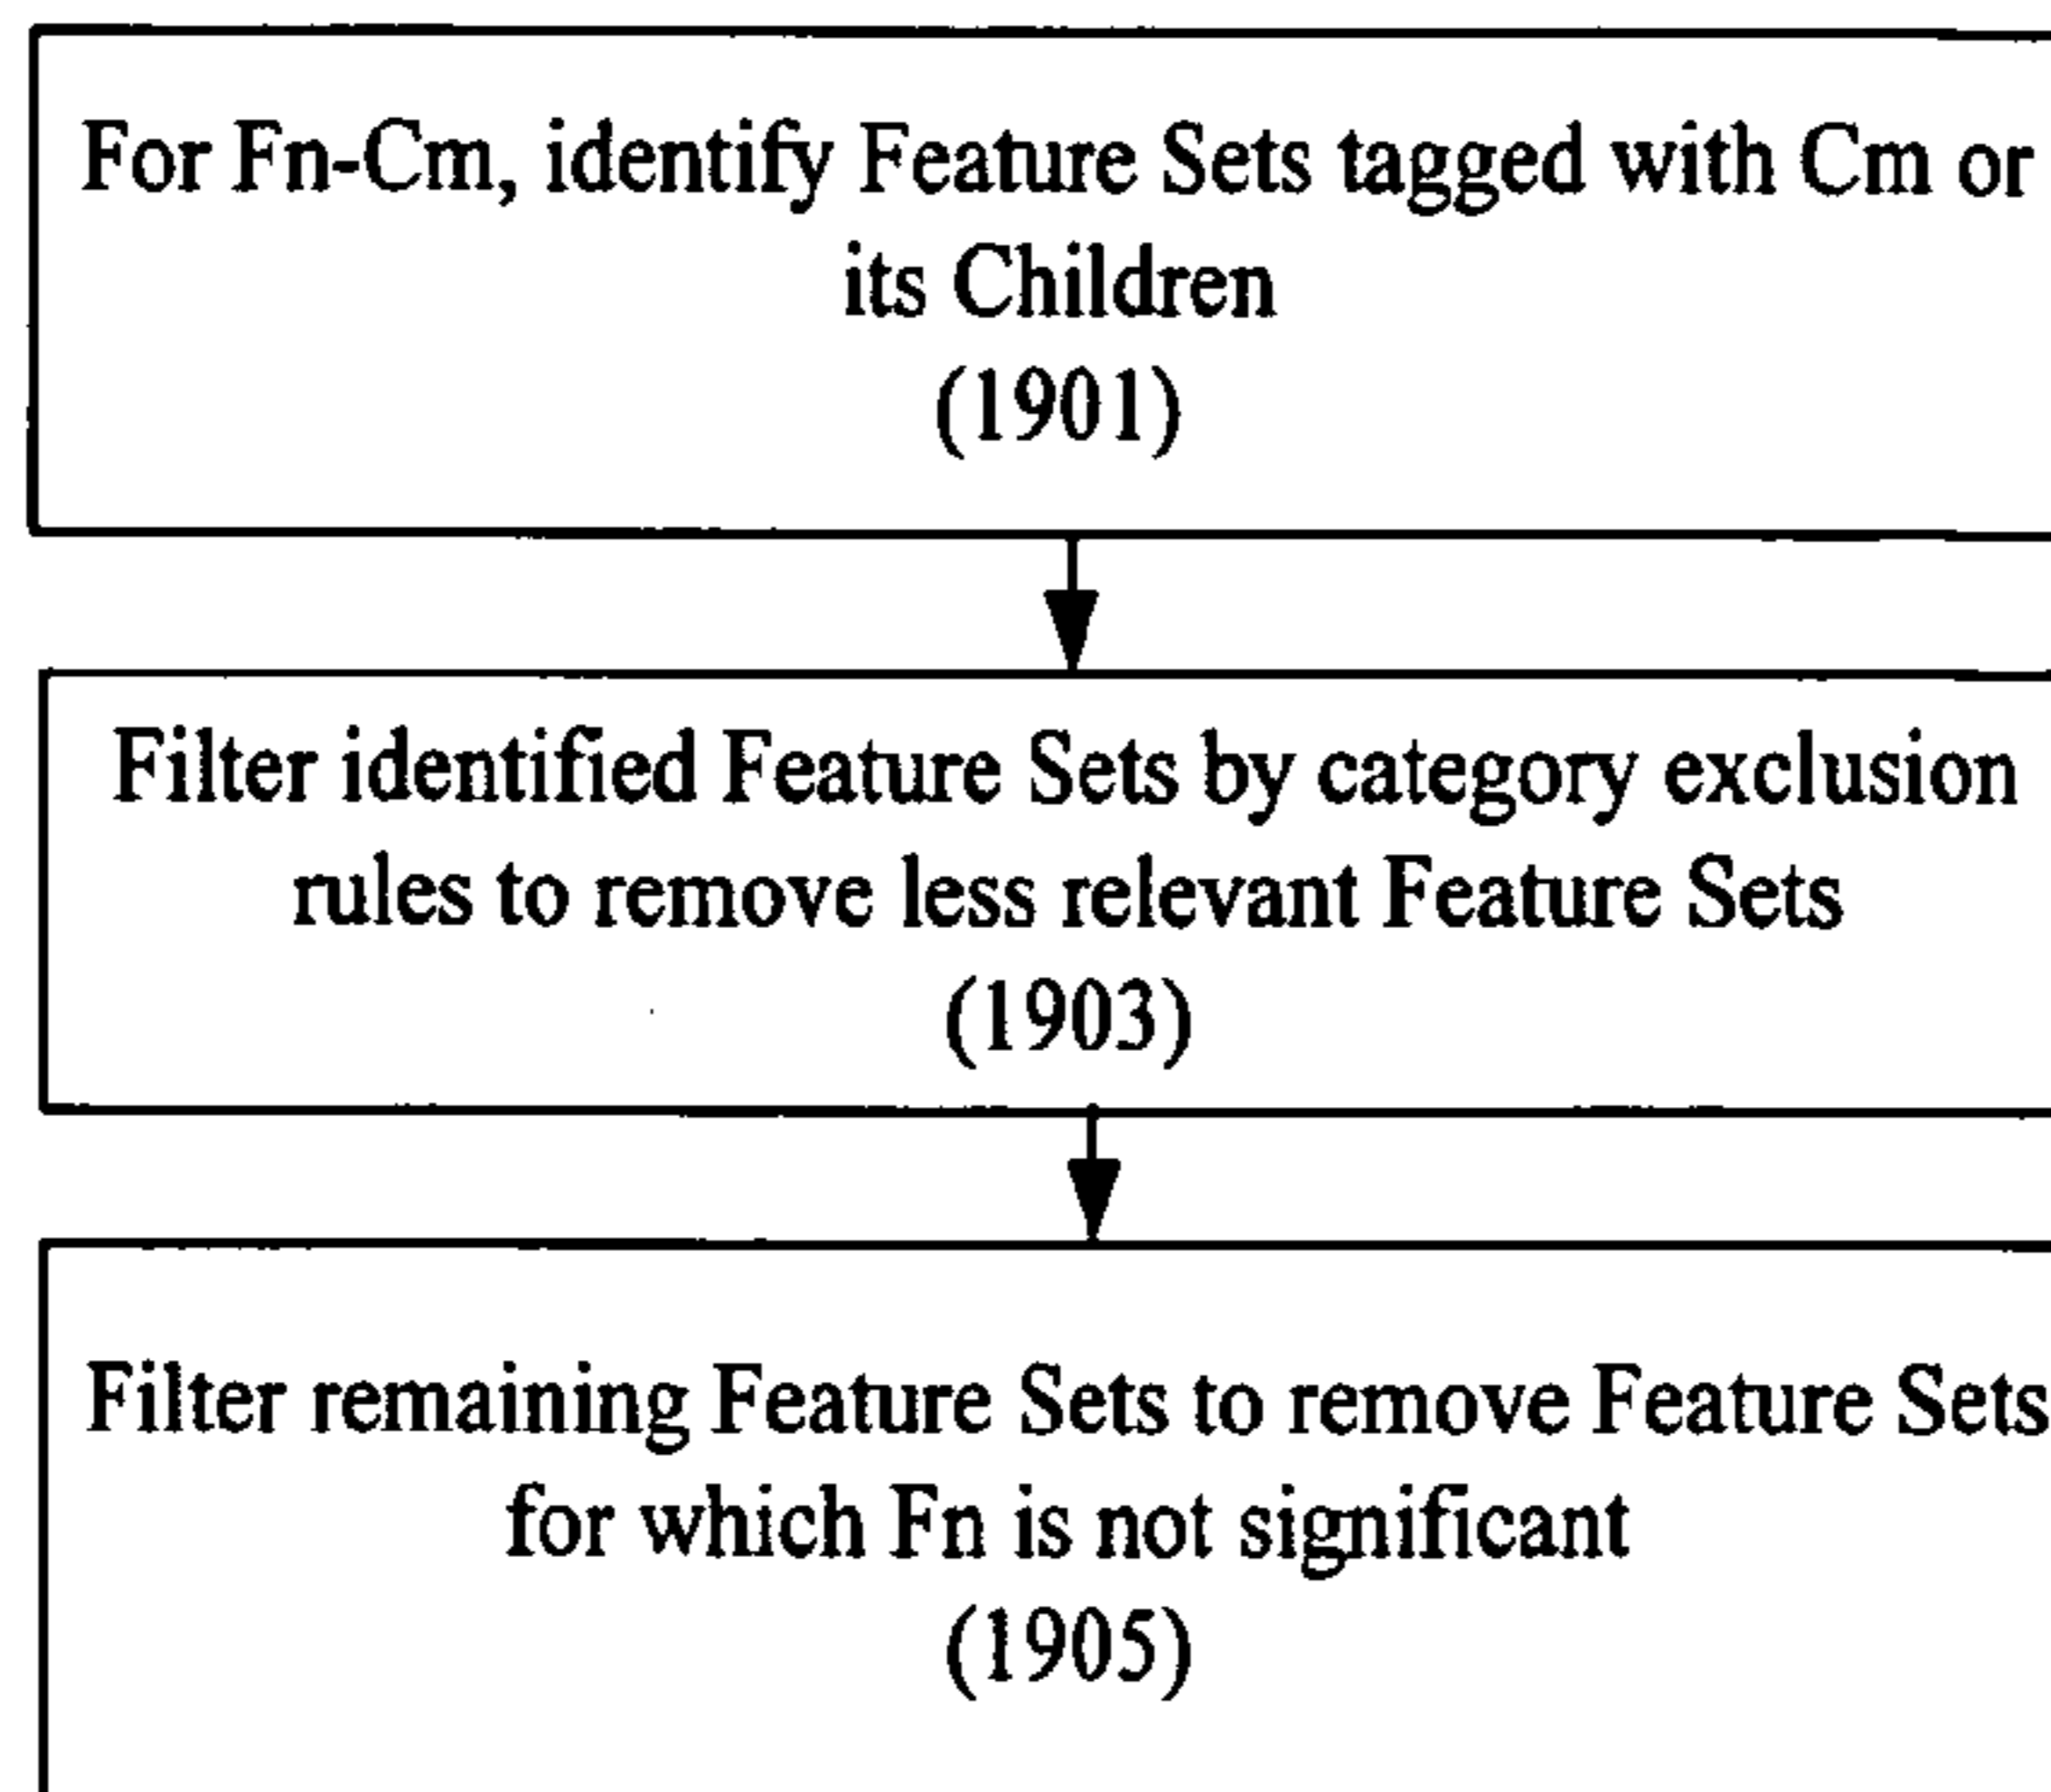 For Fn-Cm, identify Feature Sets tagged with Cm or
its Children
(1901)
Filter identified Feature Sets by category exclusion
rules to remove less relevant Feature Sets
(1903)
Filter remaining Feature Sets to remove Feature Sets
for which Fn is not significant
(1905)